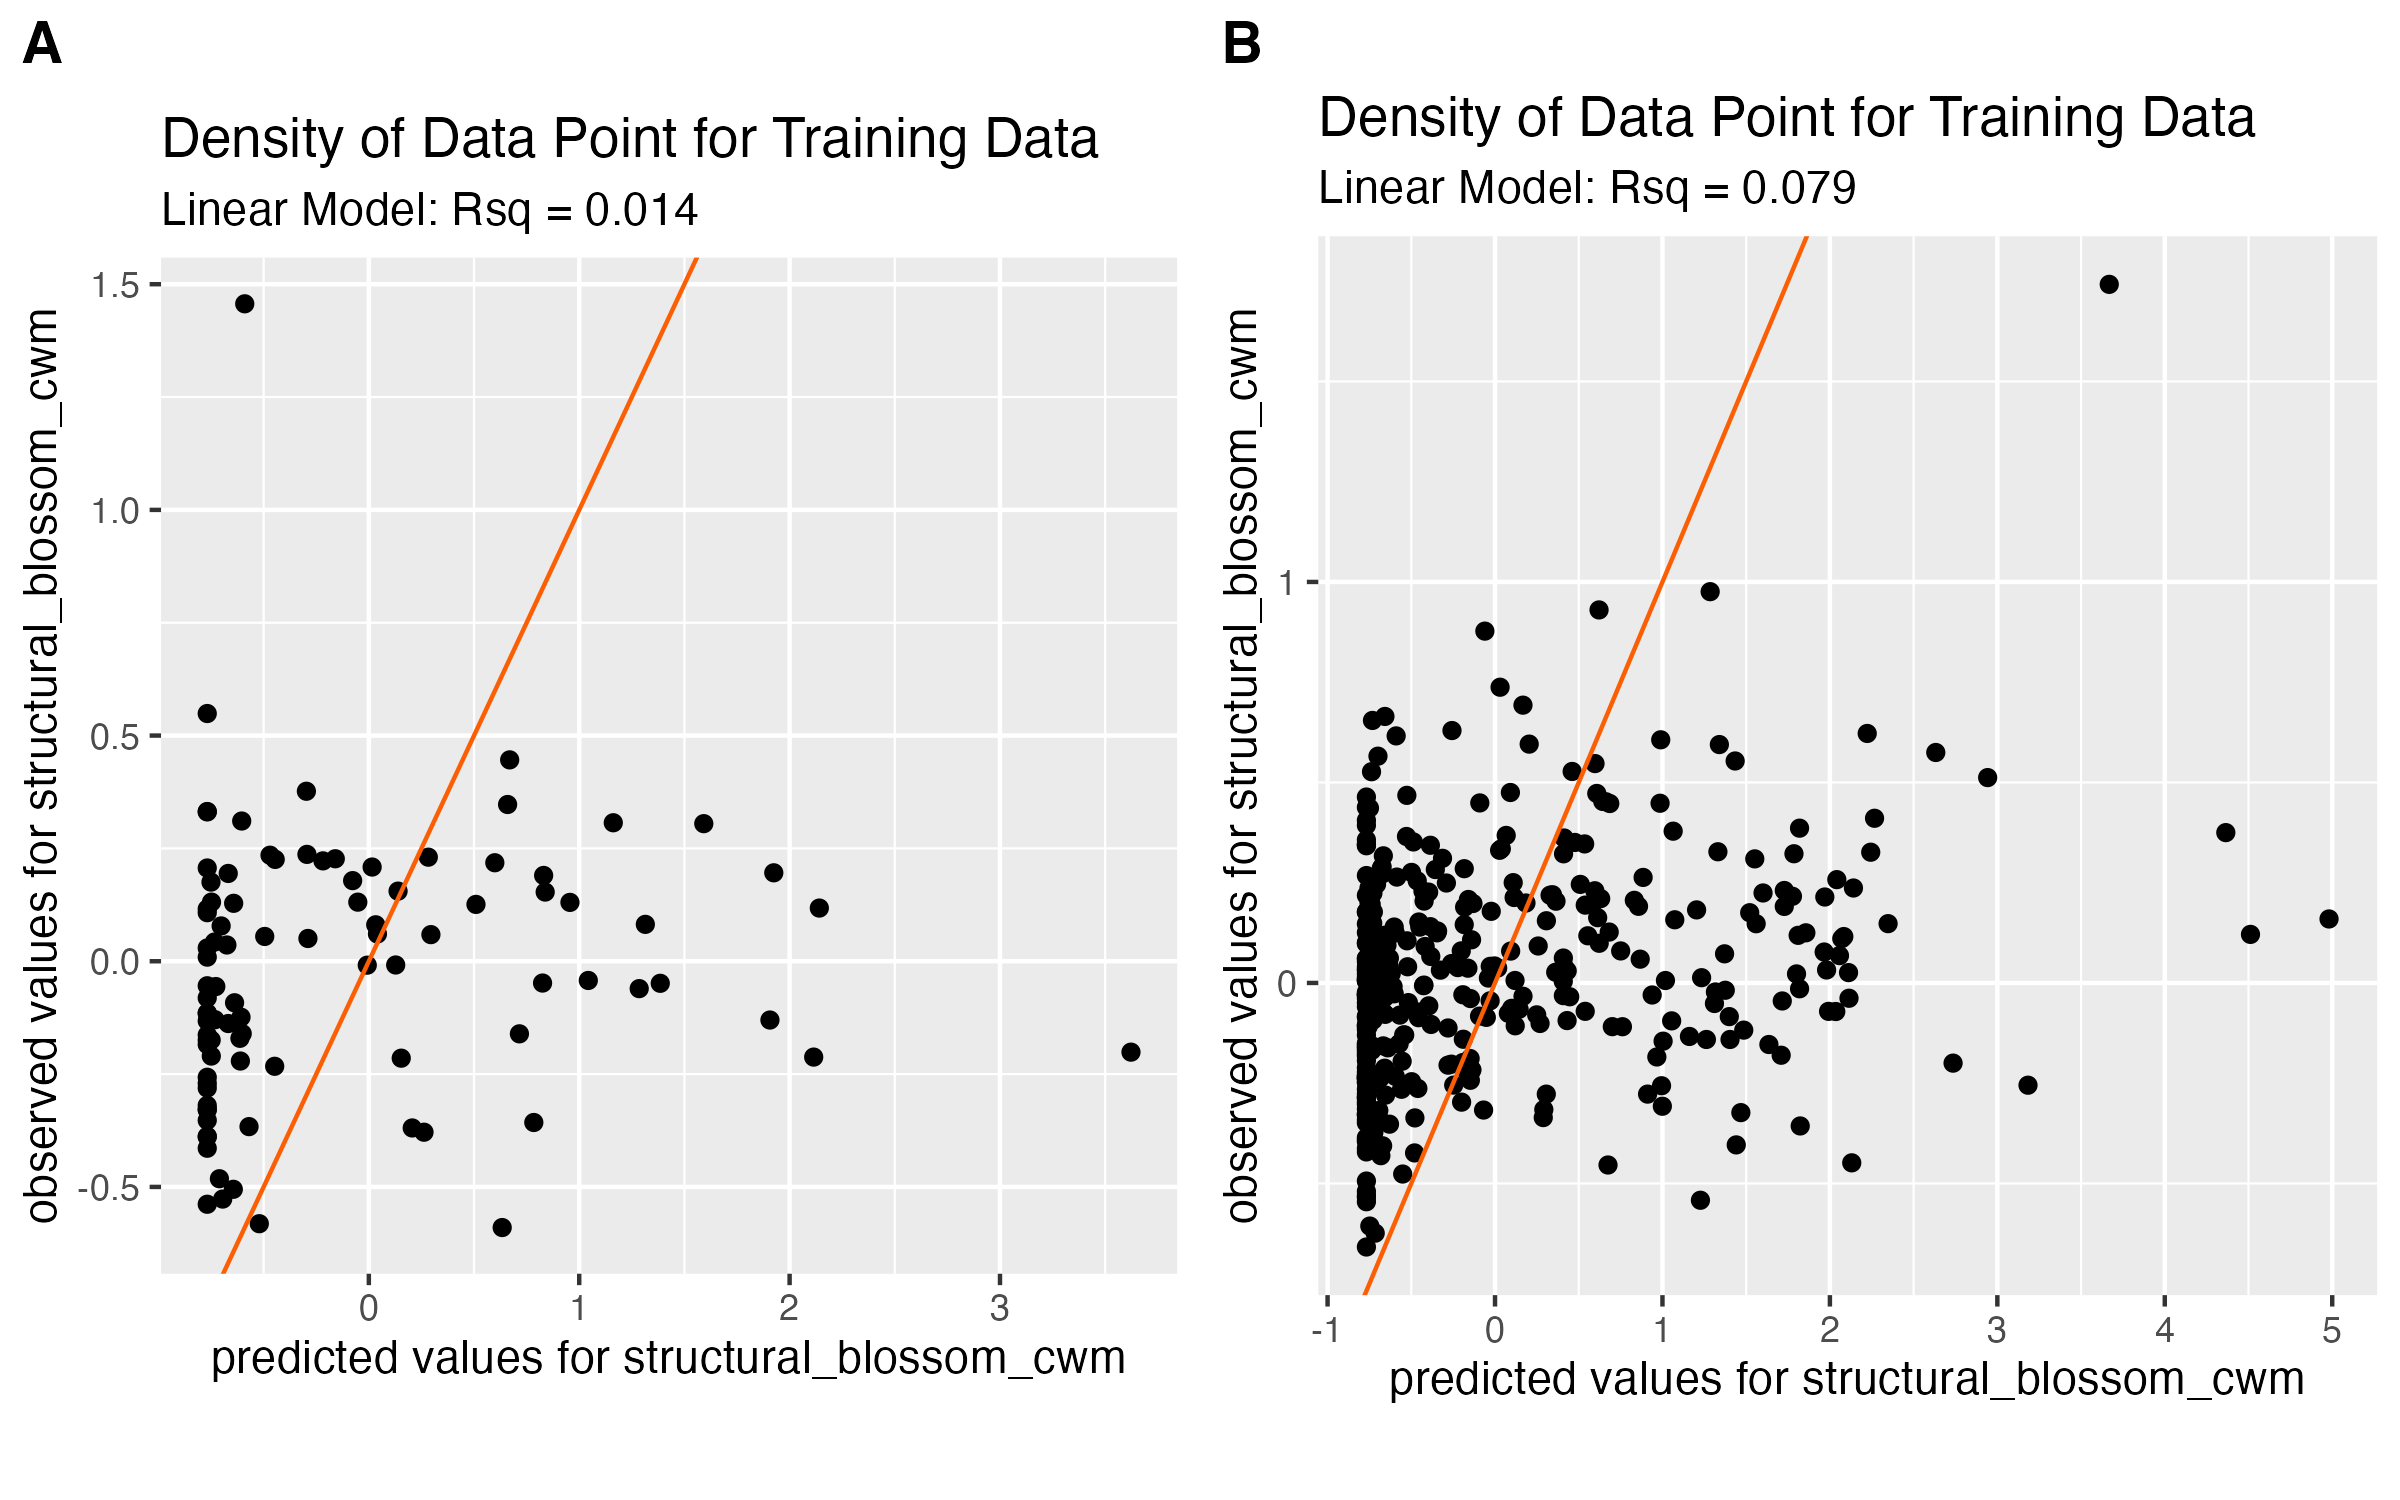 A
Density of Data Point for Training Data
Linear Model: Rsq = 0.014
observed values for structural_blossom_cwm
1.5
1.0
0.5
0.0
-0.5
0 1 2 3
predicted values for structural_blossom_cwm
B
Density of Data Point for Training Data
Linear Model: Rsq = 0.079
observed values for structural_blossom_cwm
1
0
-1 0 1 2 3 4 5
predicted values for structural_blossom_cwm